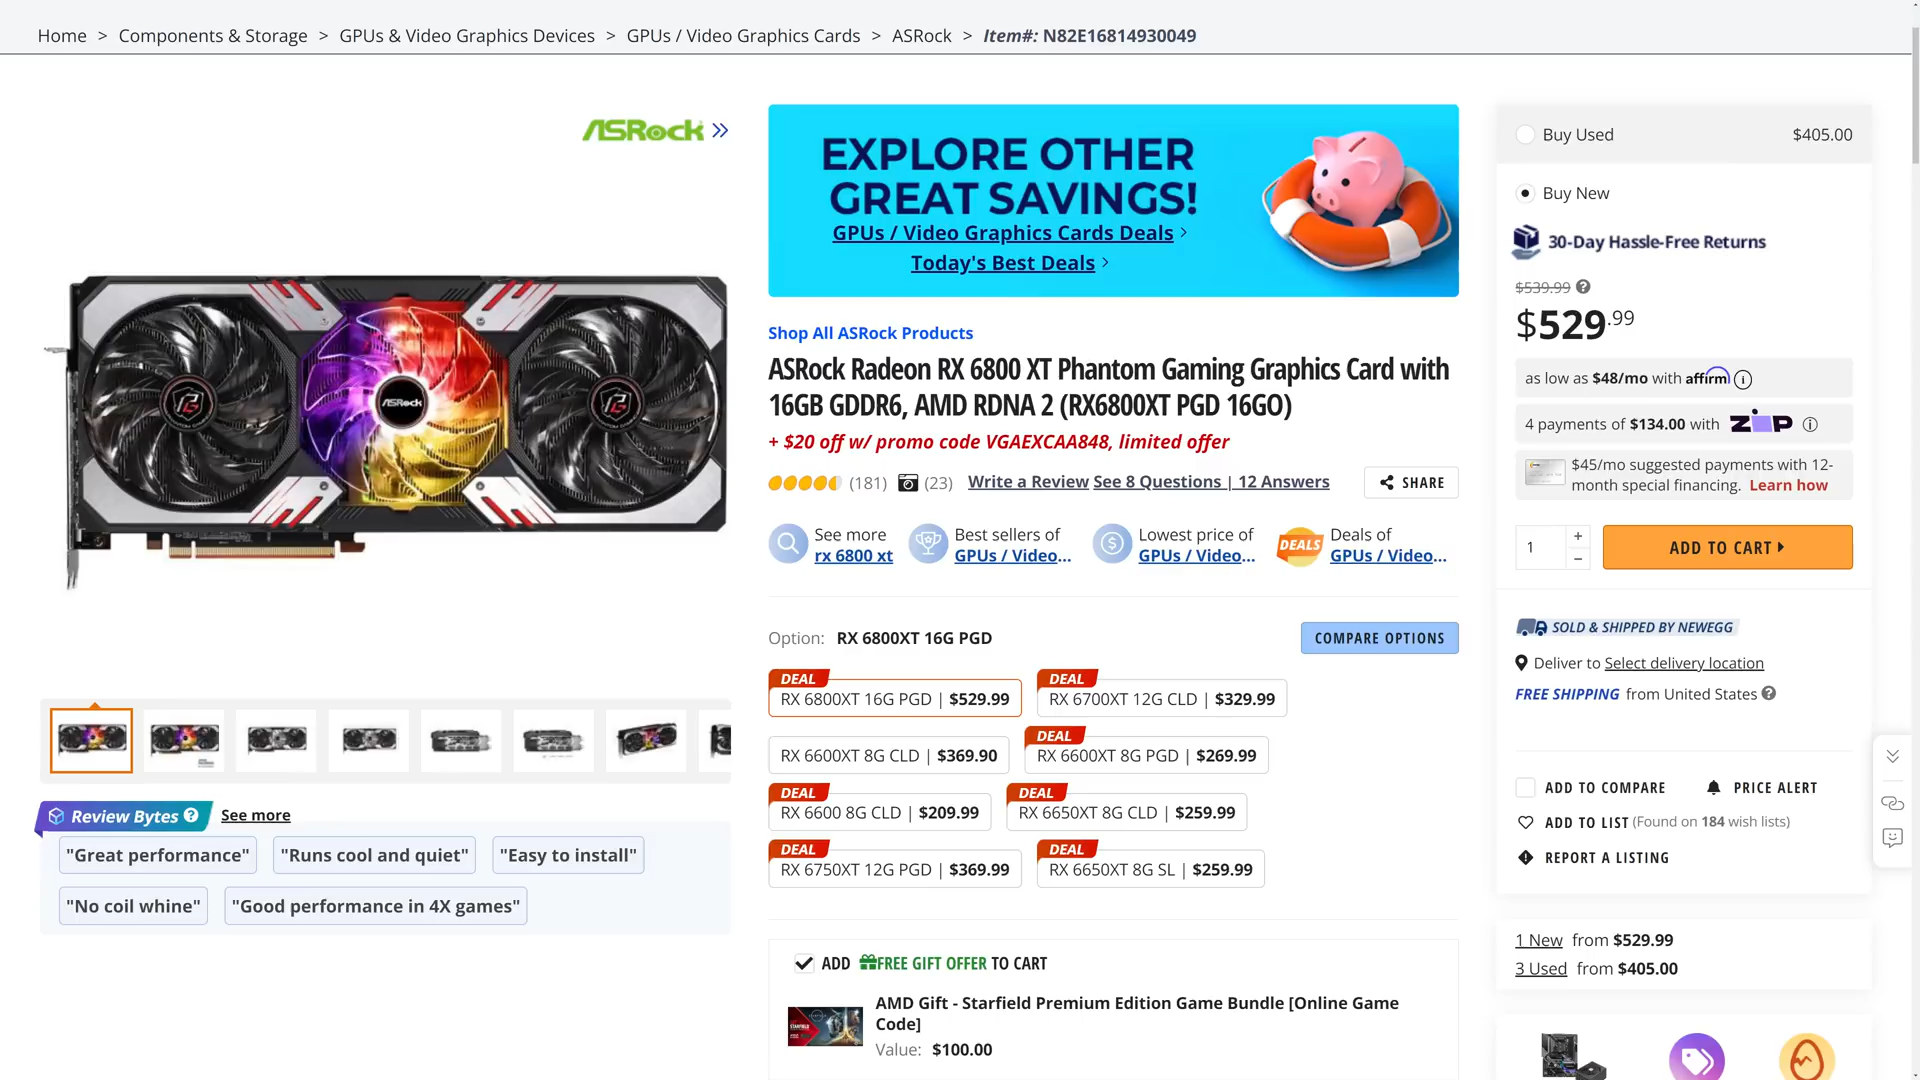 Home > Components & Storage > GPUs & Video Graphics Devices > GPUs / Video Graphics Cards > ASRock > Item#: N82E16814930049
ASRock
ASRock
EXPLORE OTHER
GREAT SAVINGS!
GPUs / Video Graphics Cards Deals
Today's Best Deals
Shop All ASRock Products
ASRock Radeon RX 6800 XT Phantom Gaming Graphics Card with
16GB GDDR6, AMD RDNA 2 (RX6800XT PGD 16GO)
+ $20 off w/ promo code VGAEXCAA848, limited offer
(181) (23) Write a Review See 8 Questions | 12 Answers SHARE
See more
rx 6800 xt
Best sellers of
GPUs / Video...
Lowest price of
GPUs / Video...
DEALS
Deals of
GPUs / Video...
Option: RX 6800XT 16G PGD
COMPARE OPTIONS
DEAL
RX 6800XT 16G PGD | $529.99
DEAL
RX 6700XT 12G CLD | $329.99
RX 6600XT 8G CLD | $369.90
DEAL
RX 6600XT 8G PGD | $269.99
DEAL
RX 6600 8G CLD | $209.99
DEAL
RX 6650XT 8G CLD | $259.99
DEAL
RX 6750XT 12G PGD | $369.99
DEAL
RX 6650XT 8G SL | $259.99
ADD FREE GIFT OFFER TO CART
AMD Gift - Starfield Premium Edition Game Bundle [Online Game
Code]
Value: $100.00
Review Bytes ? See more
"Great performance" "Runs cool and quiet" "Easy to install"
"No coil whine" "Good performance in 4X games"
Buy Used $405.00
Buy New
30-Day Hassle-Free Returns
$539.99 ?
$529.99
as low as $48/mo with affirm
4 payments of $134.00 with ZIP
$45/mo suggested payments with 12-
month special financing. Learn how
1 + −
ADD TO CART
SOLD & SHIPPED BY NEWEGG
Deliver to Select delivery location
FREE SHIPPING from United States ?
ADD TO COMPARE
PRICE ALERT
ADD TO LIST (Found on 184 wish lists)
REPORT A LISTING
1 New from $529.99
3 Used from $405.00